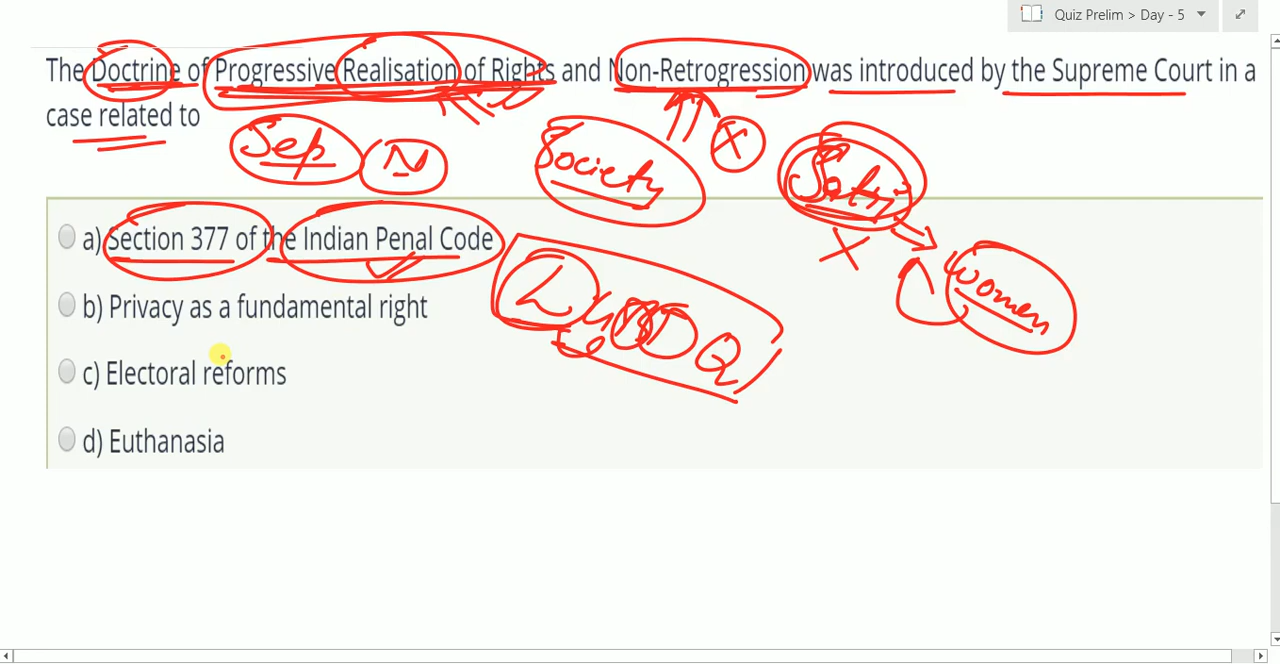 Quiz Prelim > Day - 5
The Doctrine of Progressive Realisation of Rights and Non-Retrogression was introduced by the Supreme Court in a
case related to
Sep N
Society
X
Sati
X
women
a) Section 377 of the Indian Penal Code
b) Privacy as a fundamental right
c) Electoral reforms
d) Euthanasia